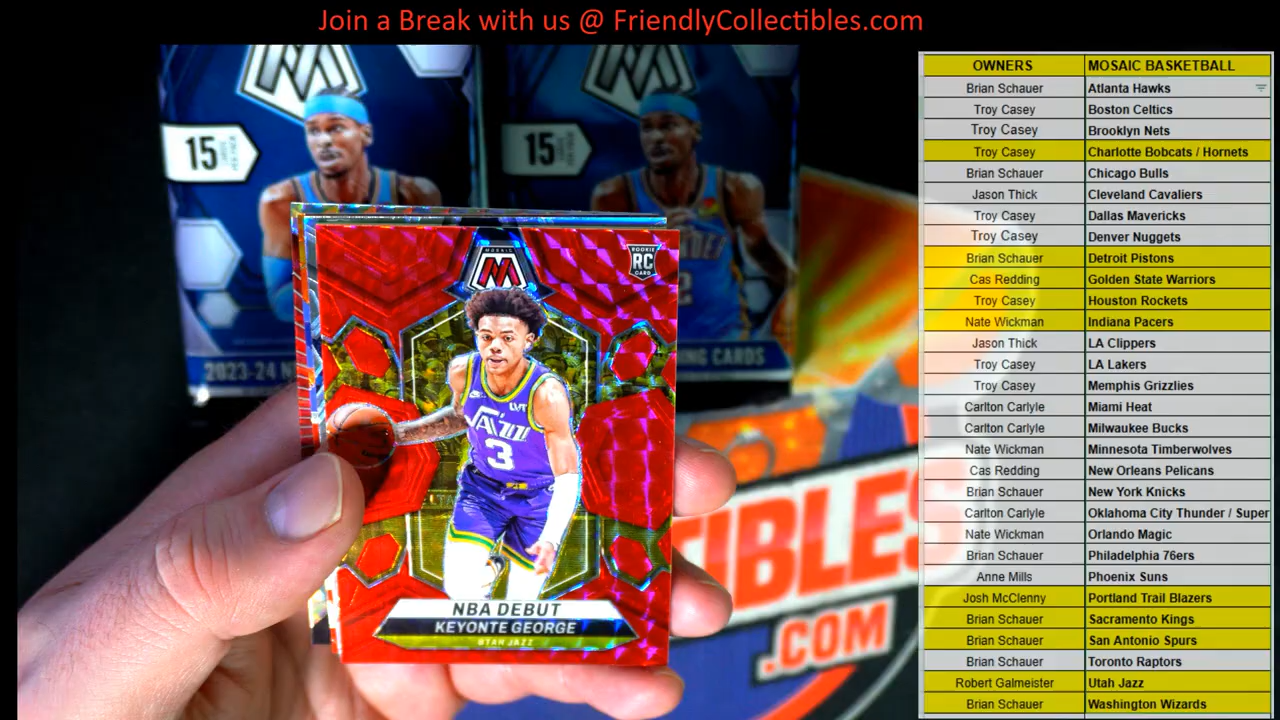 Join a Break with us @ FriendlyCollectibles.com
15
15
2023-24 N
NG CARDS
MOSAIC
M
ROOKIE
RC
CARD
JAZZ
3
NBA DEBUT
KEYONTE GEORGE
UTAH JAZZ
TIBLES
.COM
OWNERS MOSAIC BASKETBALL
Brian Schauer Atlanta Hawks
Troy Casey Boston Celtics
Troy Casey Brooklyn Nets
Troy Casey Charlotte Bobcats / Hornets
Brian Schauer Chicago Bulls
Jason Thick Cleveland Cavaliers
Troy Casey Dallas Mavericks
Troy Casey Denver Nuggets
Brian Schauer Detroit Pistons
Cas Redding Golden State Warriors
Troy Casey Houston Rockets
Nate Wickman Indiana Pacers
Jason Thick LA Clippers
Troy Casey LA Lakers
Troy Casey Memphis Grizzlies
Carlton Carlyle Miami Heat
Carlton Carlyle Milwaukee Bucks
Nate Wickman Minnesota Timberwolves
Cas Redding New Orleans Pelicans
Brian Schauer New York Knicks
Carlton Carlyle Oklahoma City Thunder / Super
Nate Wickman Orlando Magic
Brian Schauer Philadelphia 76ers
Anne Mills Phoenix Suns
Josh McClenny Portland Trail Blazers
Brian Schauer Sacramento Kings
Brian Schauer San Antonio Spurs
Brian Schauer Toronto Raptors
Robert Galmeister Utah Jazz
Brian Schauer Washington Wizards